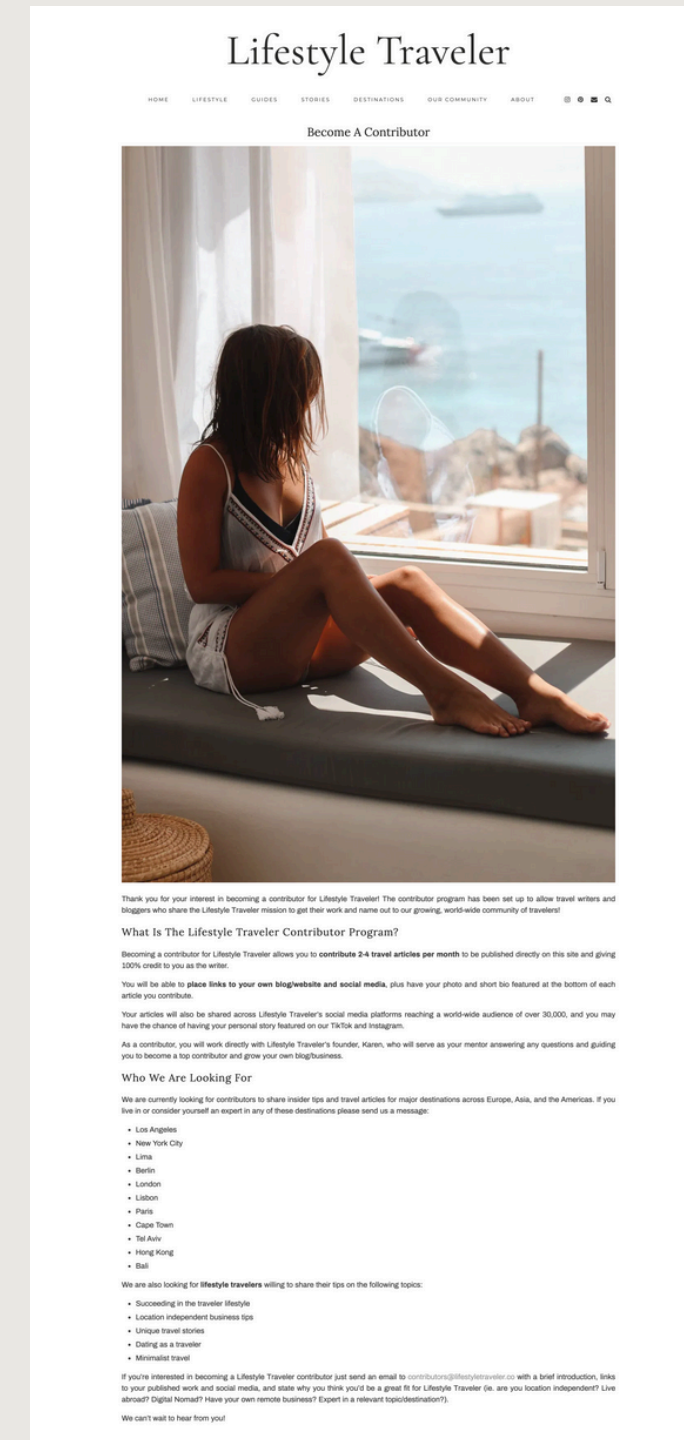 Lifestyle Traveler
HOME LIFESTYLE GUIDES STORIES DESTINATIONS OUR COMMUNITY ABOUT
Become A Contributor
Thank you for your interest in becoming a contributor for Lifestyle Traveler! The contributor program has been set up to allow travel writers and
bloggers who share the Lifestyle Traveler mission to get their work and name out to our growing, world-wide community of travelers!
What Is The Lifestyle Traveler Contributor Program?
Becoming a contributor for Lifestyle Traveler allows you to contribute 2-4 travel articles per month to be published directly on this site and giving
100% credit to you as the writer.
You will be able to place links to your own blog/website and social media, plus have your photo and short bio featured at the bottom of each
article you contribute.
Your articles will also be shared across Lifestyle Traveler's social media platforms reaching a world-wide audience of over 30,000, and you may
have the chance of having your personal story featured on our TikTok and Instagram.
As a contributor, you will work directly with Lifestyle Traveler's founder, Karen, who will serve as your mentor answering any questions and guiding
you to become a top contributor and grow your own blog/business.
Who We Are Looking For
We are currently looking for contributors to share insider tips and travel articles for major destinations across Europe, Asia, and the Americas. If you
live in or consider yourself an expert in any of these destinations please send us a message:
• Los Angeles
• New York City
• Lima
• Berlin
• London
• Lisbon
• Paris
• Cape Town
• Tel Aviv
• Hong Kong
• Bali
We are also looking for lifestyle travelers willing to share their tips on the following topics:
• Succeeding in the traveler lifestyle
• Location independent business tips
• Unique travel stories
• Dating as a traveler
• Minimalist travel
If you're interested in becoming a Lifestyle Traveler contributor just send an email to contributors@lifestyletraveler.co with a brief introduction, links
to your published work and social media, and state why you think you'd be a great fit for Lifestyle Traveler (ie. are you location independent? Live
abroad? Digital Nomad? Have your own remote business? Expert in a relevant topic/destination?).
We can't wait to hear from you!